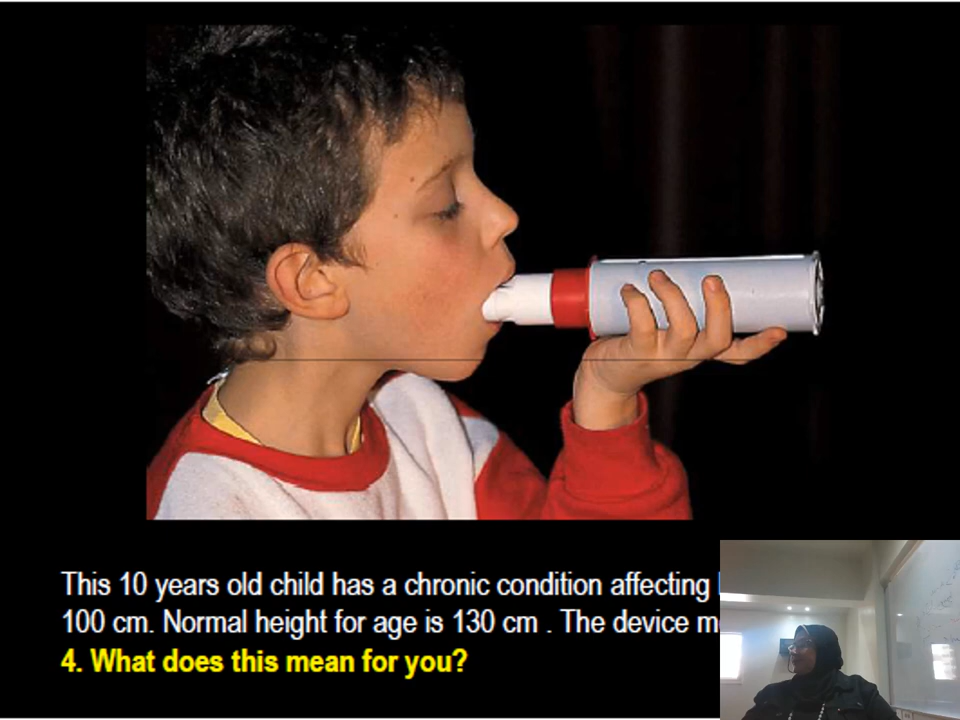 This 10 years old child has a chronic condition affecting
100 cm. Normal height for age is 130 cm . The device
4. What does this mean for you?